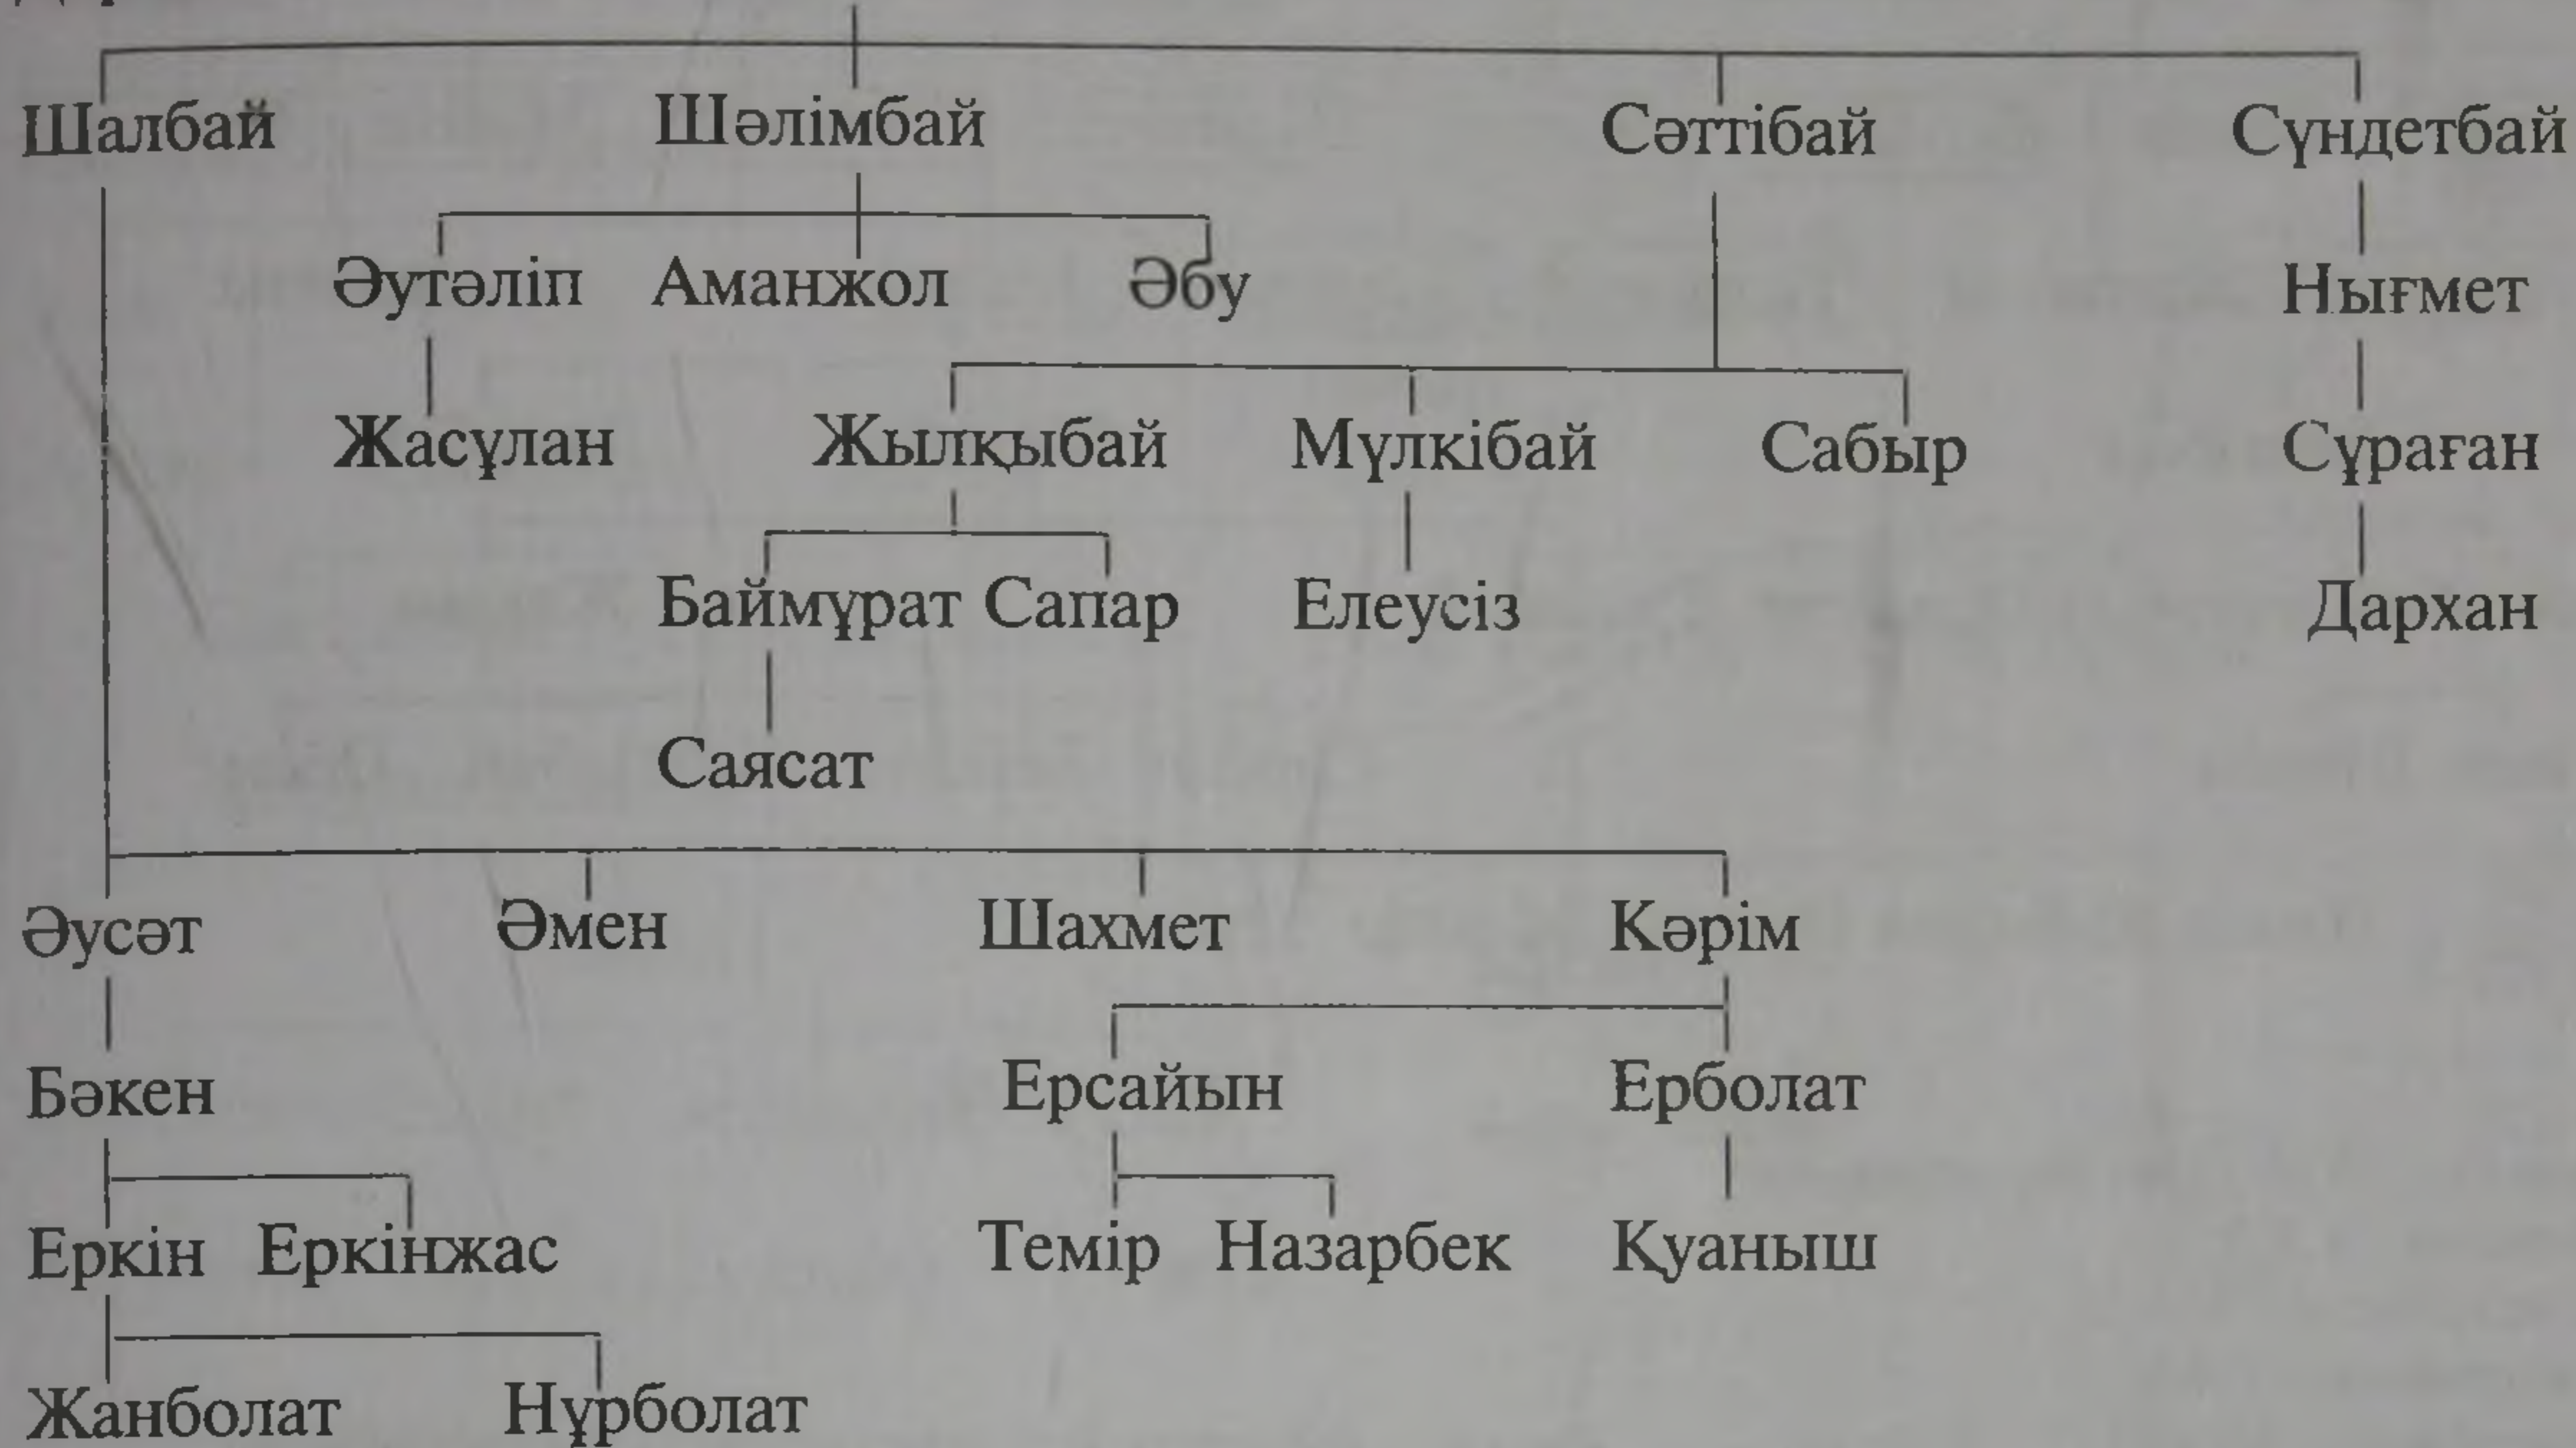 Шалбай Шәлімбай Сәттібай Сүндетбай
Әутәліп Аманжол Әбу Нығмет
Жасұлан Жылқыбай Мүлкібай Сабыр Сұраған
Баймұрат Сапар Елеусіз Дархан
Саясат
Әусәт Әмен Шахмет Кәрім
Бәкен Ерсайын Ерболат
Еркін Еркінжас Темір Назарбек Қуаныш
Жанболат Нұрболат